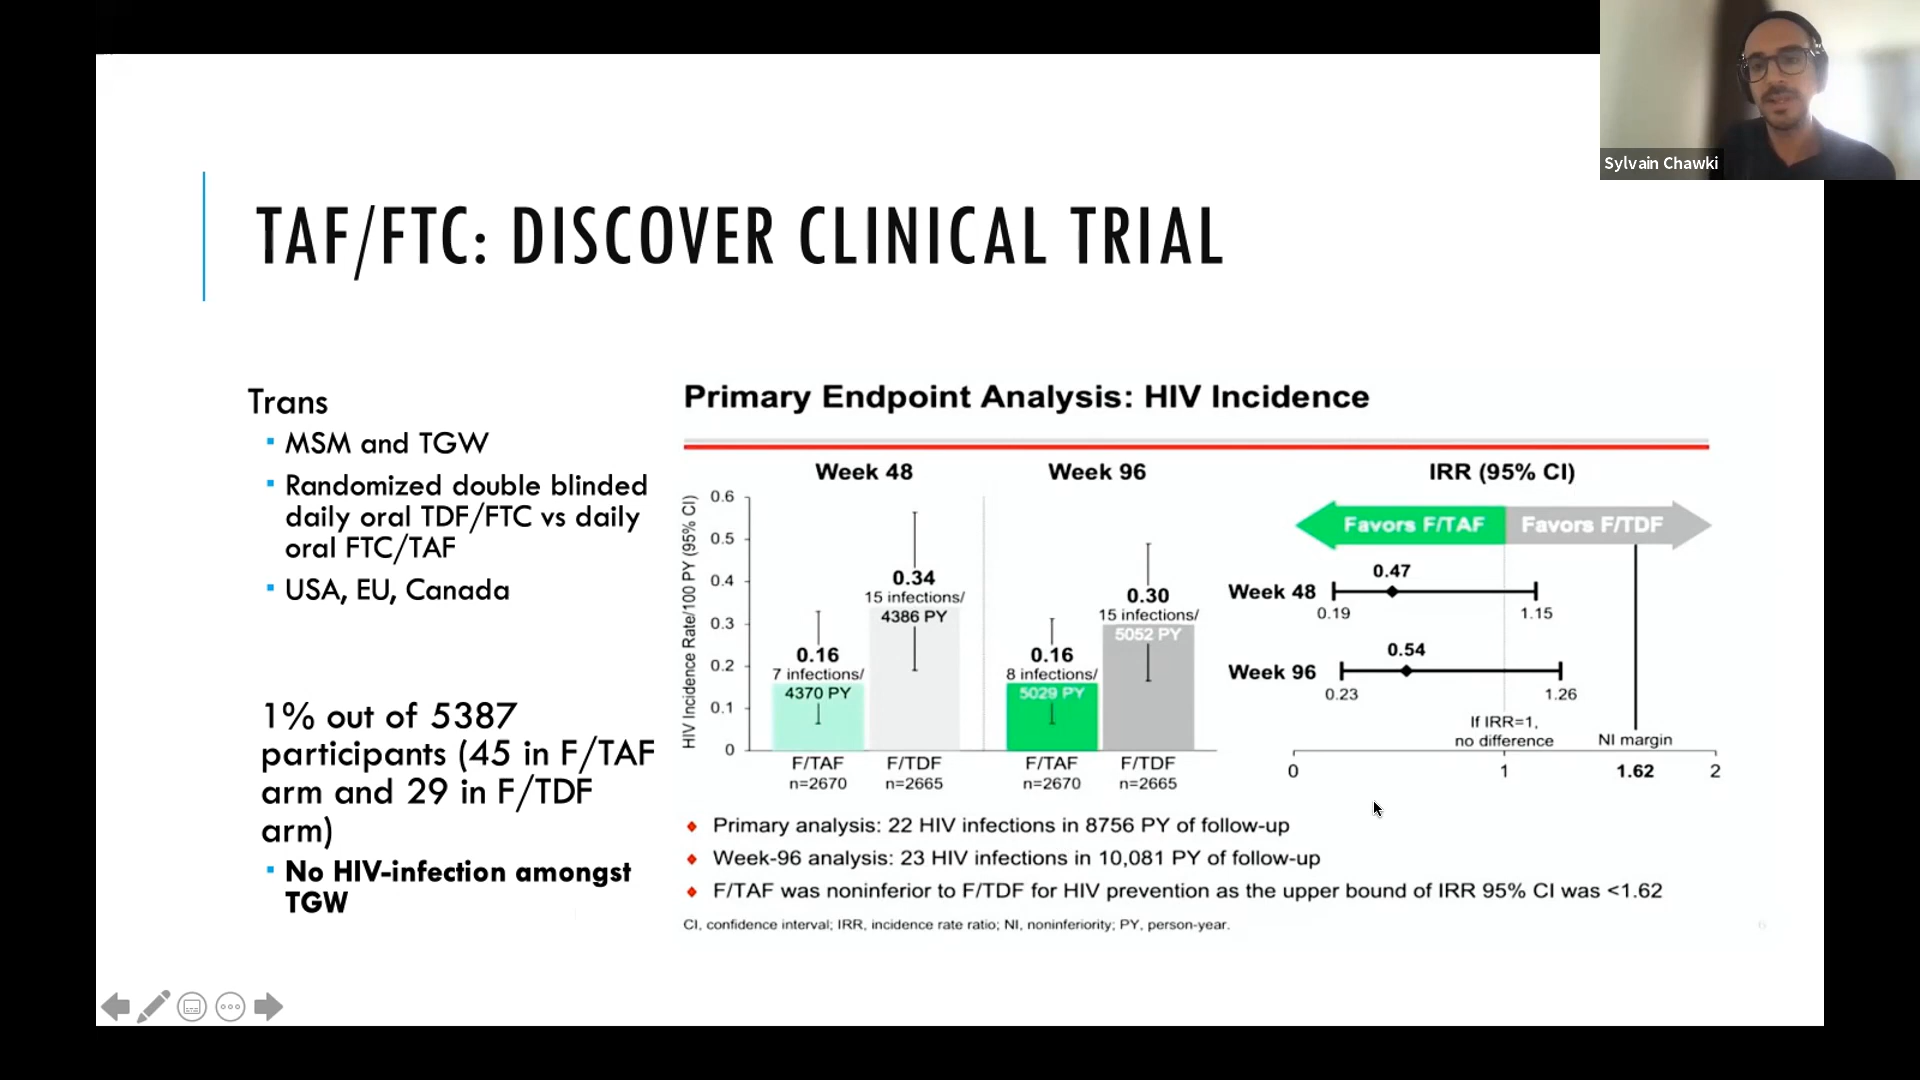 Sylvain Chawki
TAF/FTC: DISCOVER CLINICAL TRIAL
Trans
MSM and TGW
Randomized double blinded
daily oral TDF/FTC vs daily
oral FTC/TAF
USA, EU, Canada
1% out of 5387
participants (45 in F/TAF
arm and 29 in F/TDF
arm)
No HIV-infection amongst
TGW
Primary Endpoint Analysis: HIV Incidence
Week 48
Week 96
IRR (95% CI)
HIV Incidence Rate/100 PY (95% CI)
0.6
0.5
0.4
0.3
0.2
0.1
0
0.16
7 infections/
4370 PY
0.34
15 infections/
4386 PY
0.16
8 infections/
5029 PY
0.30
15 infections/
5052 PY
F/TAF
n=2670
F/TDF
n=2665
F/TAF
n=2670
F/TDF
n=2665
Favors F/TAF
Favors F/TDF
Week 48
0.47
0.19
1.15
Week 96
0.54
0.23
1.26
If IRR=1,
no difference
NI margin
0
1
1.62
2
Primary analysis: 22 HIV infections in 8756 PY of follow-up
Week-96 analysis: 23 HIV infections in 10,081 PY of follow-up
F/TAF was noninferior to F/TDF for HIV prevention as the upper bound of IRR 95% CI was <1.62
CI, confidence interval; IRR, incidence rate ratio; NI, noninferiority; PY, person-year.
6